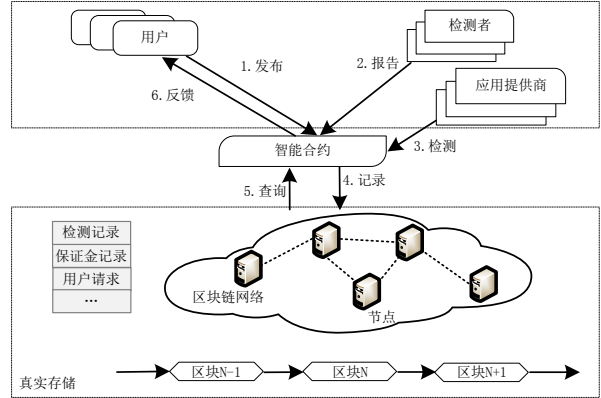 用户
检测者
1.发布
2.报告
应用提供商
6.反馈
智能合约
3.检测
5.查询
4.记录
检测记录
保证金记录
用户请求
...
区块链网络
节点
区块N-1
区块N
区块N+1
真实存储